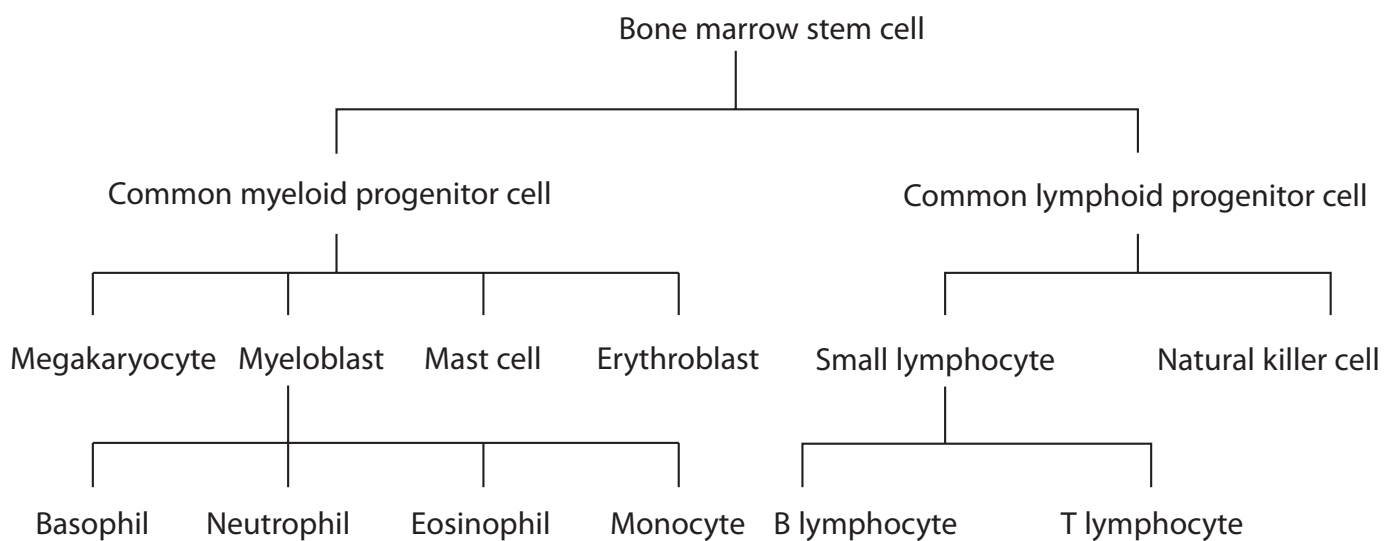 Bone marrow stem cell
Common myeloid progenitor cell
Common lymphoid progenitor cell
Megakaryocyte
Myeloblast
Mast cell
Erythroblast
Small lymphocyte
Natural killer cell
Basophil
Neutrophil
Eosinophil
Monocyte
B lymphocyte
T lymphocyte